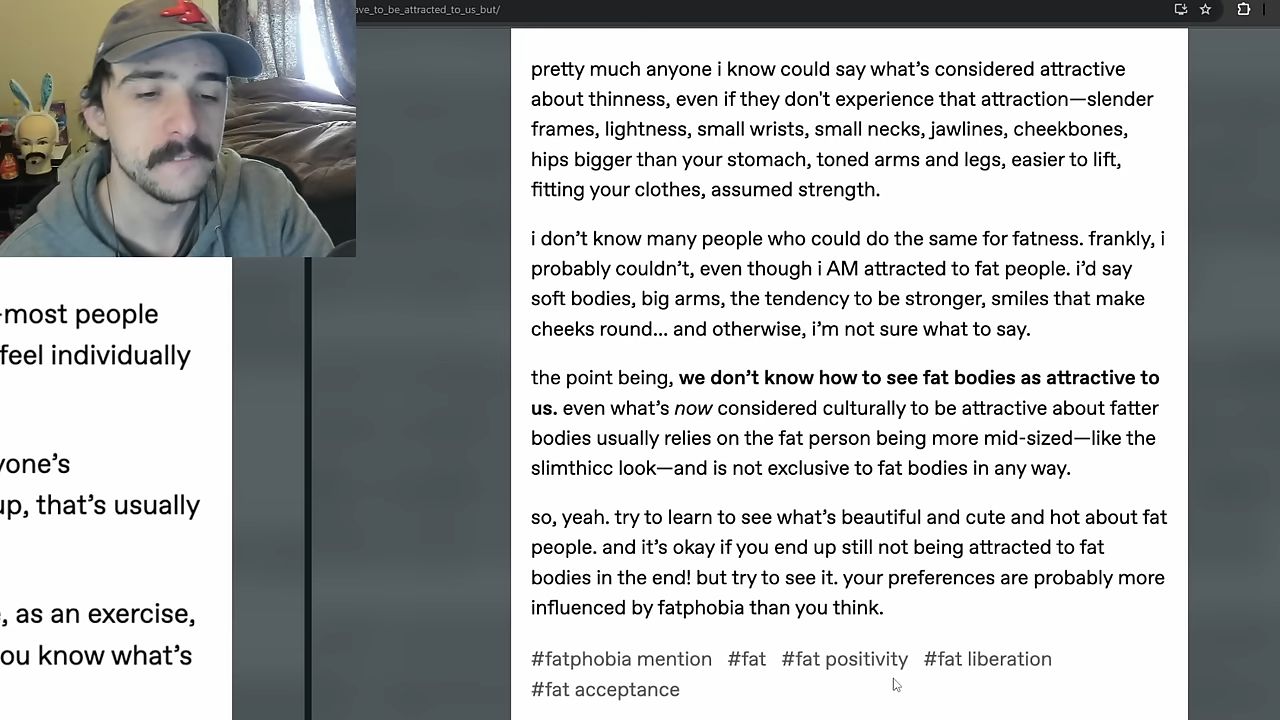 ave_to_be_attracted_to_us_but/
pretty much anyone i know could say what's considered attractive
about thinness, even if they don't experience that attraction—slender
frames, lightness, small wrists, small necks, jawlines, cheekbones,
hips bigger than your stomach, toned arms and legs, easier to lift,
fitting your clothes, assumed strength.
i don't know many people who could do the same for fatness. frankly, i
probably couldn't, even though i AM attracted to fat people. i'd say
soft bodies, big arms, the tendency to be stronger, smiles that make
cheeks round... and otherwise, i'm not sure what to say.
the point being, we don't know how to see fat bodies as attractive to
us. even what's now considered culturally to be attractive about fatter
bodies usually relies on the fat person being more mid-sized—like the
slimthicc look—and is not exclusive to fat bodies in any way.
so, yeah. try to learn to see what's beautiful and cute and hot about fat
people. and it's okay if you end up still not being attracted to fat
bodies in the end! but try to see it. your preferences are probably more
influenced by fatphobia than you think.
#fatphobia mention #fat #fat positivity #fat liberation
#fat acceptance
-most people
feel individually
yone's
up, that's usually
, as an exercise,
ou know what's